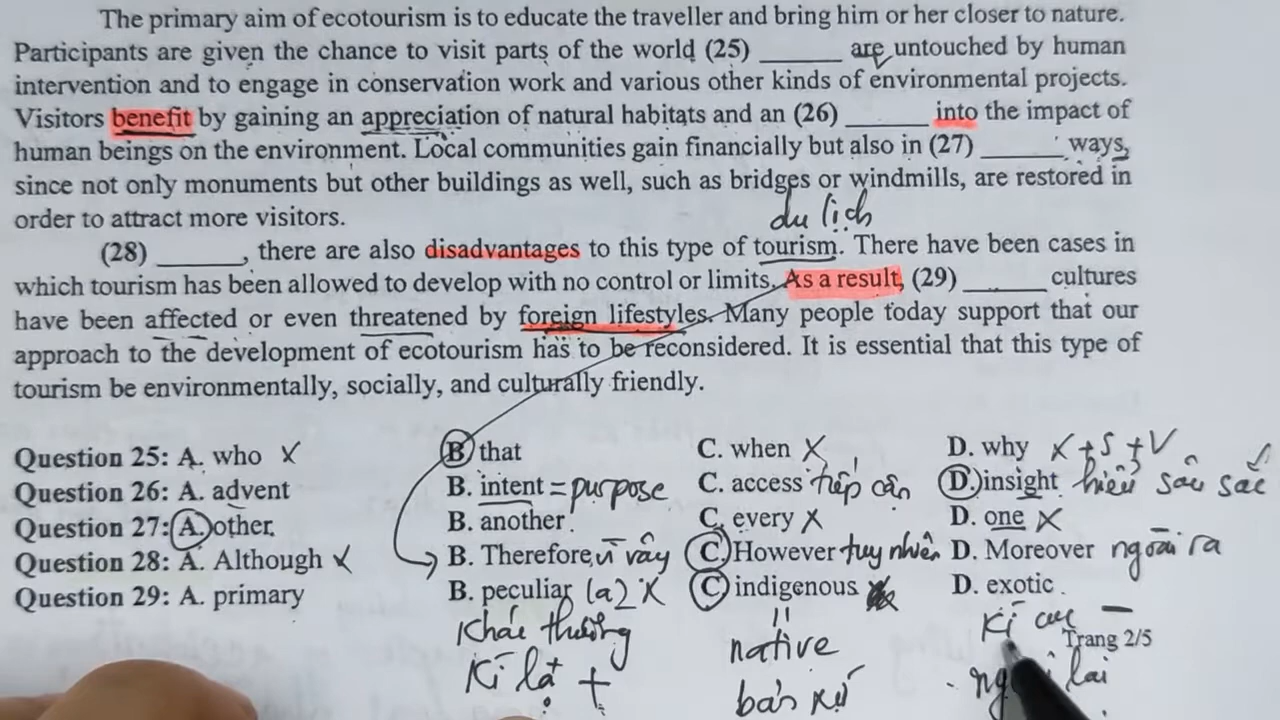 The primary aim of ecotourism is to educate the traveller and bring him or her closer to nature.
Participants are given the chance to visit parts of the world (25) ______ are untouched by human
intervention and to engage in conservation work and various other kinds of environmental projects.
Visitors benefit by gaining an appreciation of natural habitats and an (26) ______ into the impact of
human beings on the environment. Local communities gain financially but also in (27) ______ ways,
since not only monuments but other buildings as well, such as bridges or windmills, are restored in
order to attract more visitors.
du lịch
(28) ______, there are also disadvantages to this type of tourism. There have been cases in
which tourism has been allowed to develop with no control or limits. As a result, (29) ______ cultures
have been affected or even threatened by foreign lifestyles. Many people today support that our
approach to the development of ecotourism has to be reconsidered. It is essential that this type of
tourism be environmentally, socially, and culturally friendly.
Question 25: A. who X B. that C. when X D. why X + S + V
Question 26: A. advent B. intent = purpose C. access tiếp cận D. insight hiểu sâu sắc
Question 27: A. other. B. another. C. every X D. one X
Question 28: A. Although X B. Therefore, vì vậy C. However tuy nhiên D. Moreover ngoài ra
Question 29: A. primary B. peculiar (a) X C. indigenous D. exotic.
Khác thường = kì cục
Kì lạ + native Trang 2/5
bản xứ lai